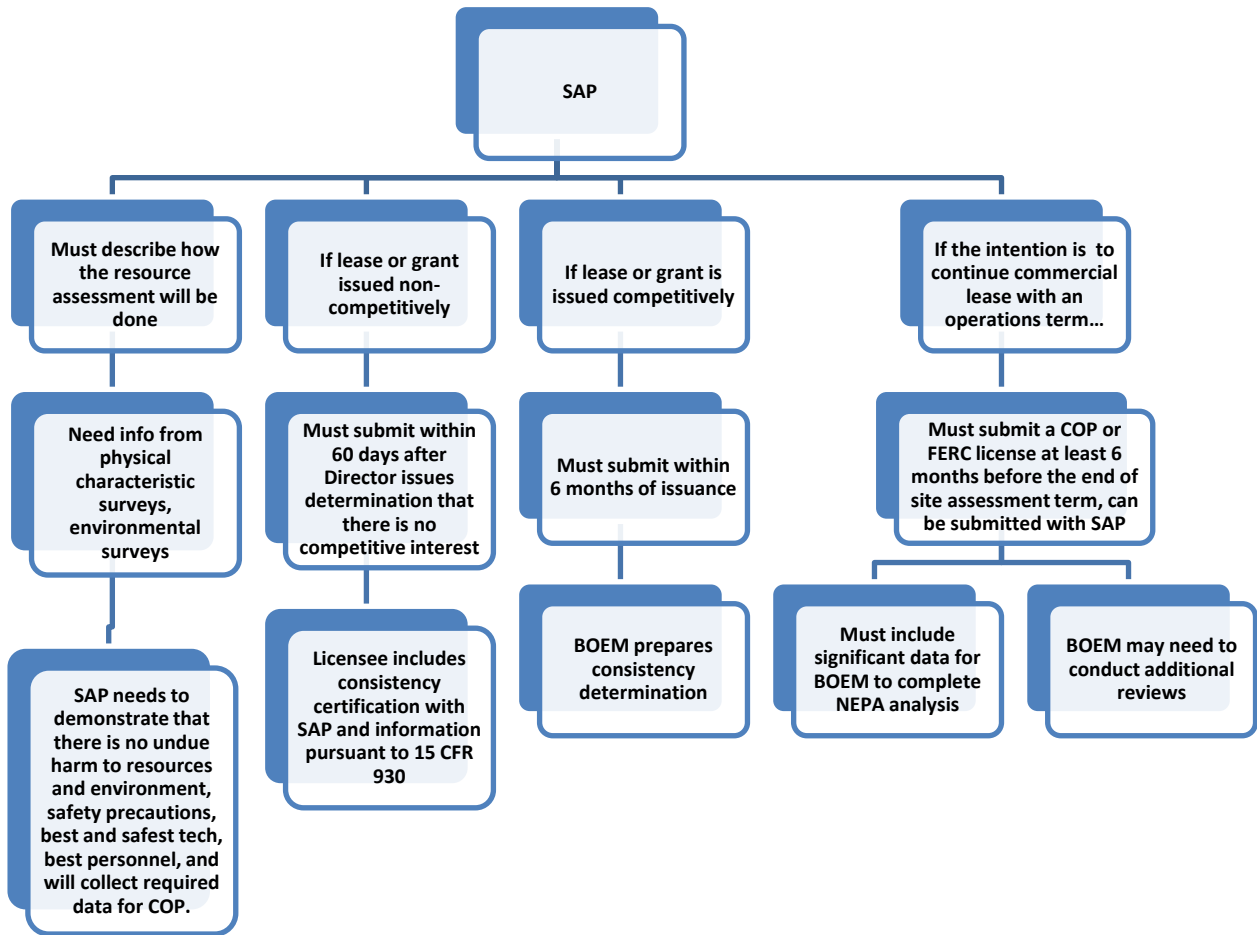 SAP
Must describe how
the resource
assessment will be
done
Need info from
physical
characteristic
surveys,
environmental
surveys
SAP needs to
demonstrate that
there is no undue
harm to resources
and environment,
safety precautions,
best and safest tech,
best personnel, and
will collect required
data for COP.
If lease or grant
issued non-
competitively
Must submit within
60 days after
Director issues
determination that
there is no
competitive interest
Licensee includes
consistency
certification with
SAP and information
pursuant to 15 CFR
930
If lease or grant is
issued competitively
Must submit within
6 months of issuance
BOEM prepares
consistency
determination
If the intention is to
continue commercial
lease with an
operations term…
Must submit a COP or
FERC license at least 6
months before the end of
site assessment term, can
be submitted with SAP
Must include
significant data for
BOEM to complete
NEPA analysis
BOEM may need to
conduct additional
reviews